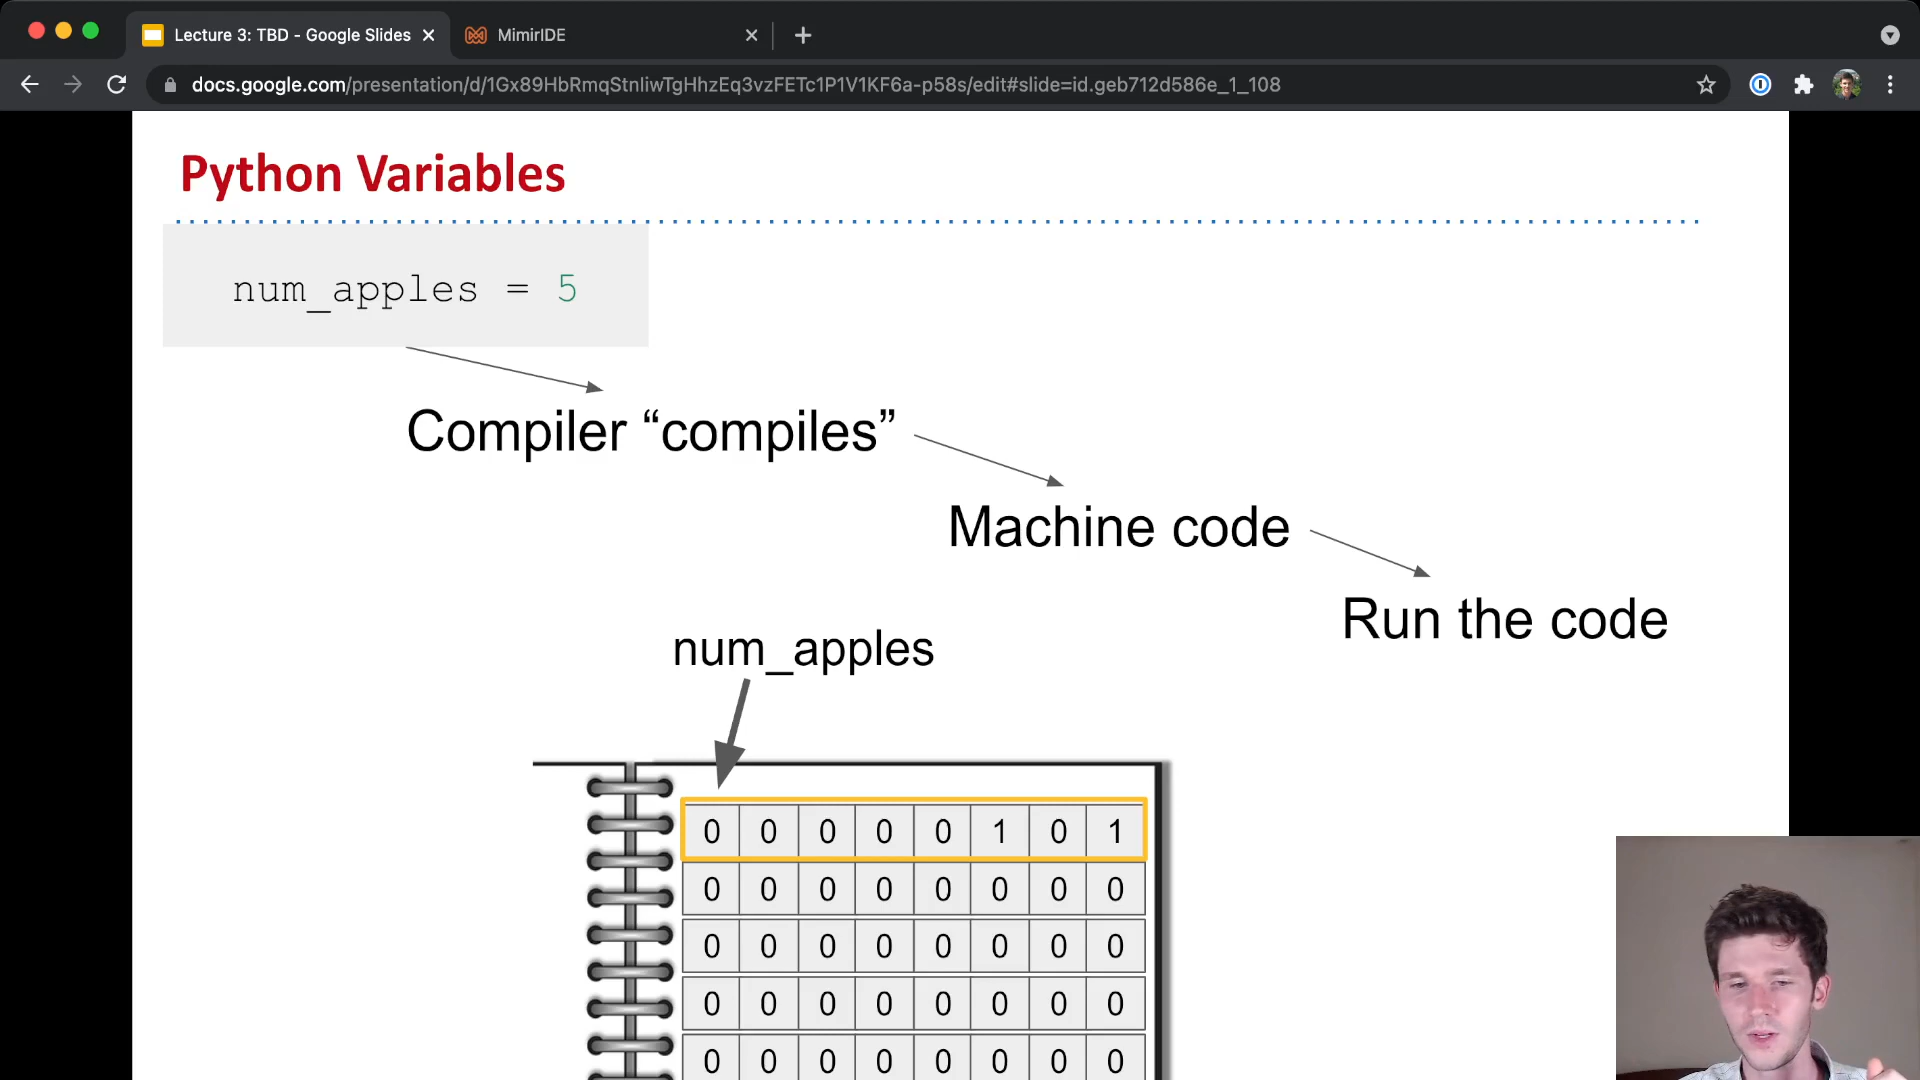 Lecture 3: TBD - Google Slides
MimirIDE
docs.google.com/presentation/d/1Gx89HbRmqStnIiwTgHhzEq3vzFETc1P1V1KF6a-p58s/edit#slide=id.geb712d586e_1_108
Python Variables
num_apples = 5
Compiler “compiles”
Machine code
Run the code
num_apples
0 0 0 0 0 1 0 1
0 0 0 0 0 0 0 0
0 0 0 0 0 0 0 0
0 0 0 0 0 0 0 0
0 0 0 0 0 0 0 0